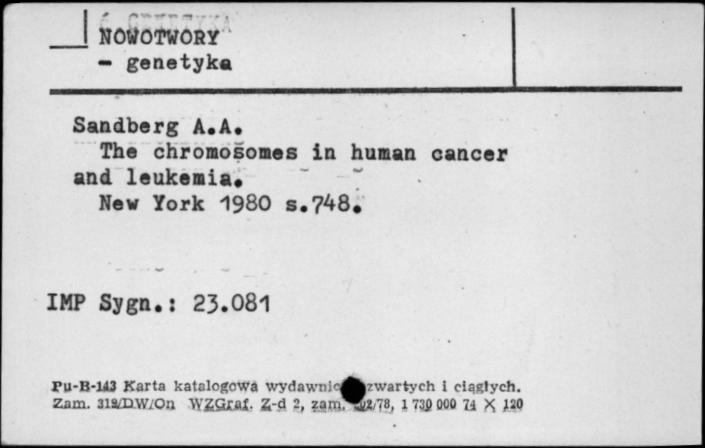 NOWOTWORY
- genetyka
Sandberg A.A.
The chromosomes in human cancer
and leukemia.
New York 1980 s.748.
IMP Sygn.: 23.081
Pu-B-143 Karta katalogowa wydawnic zwartych i ciągłych.
Zam. 318/DW/On WZGraf. Z-d 2, zam. 1 730 000 74 X 120